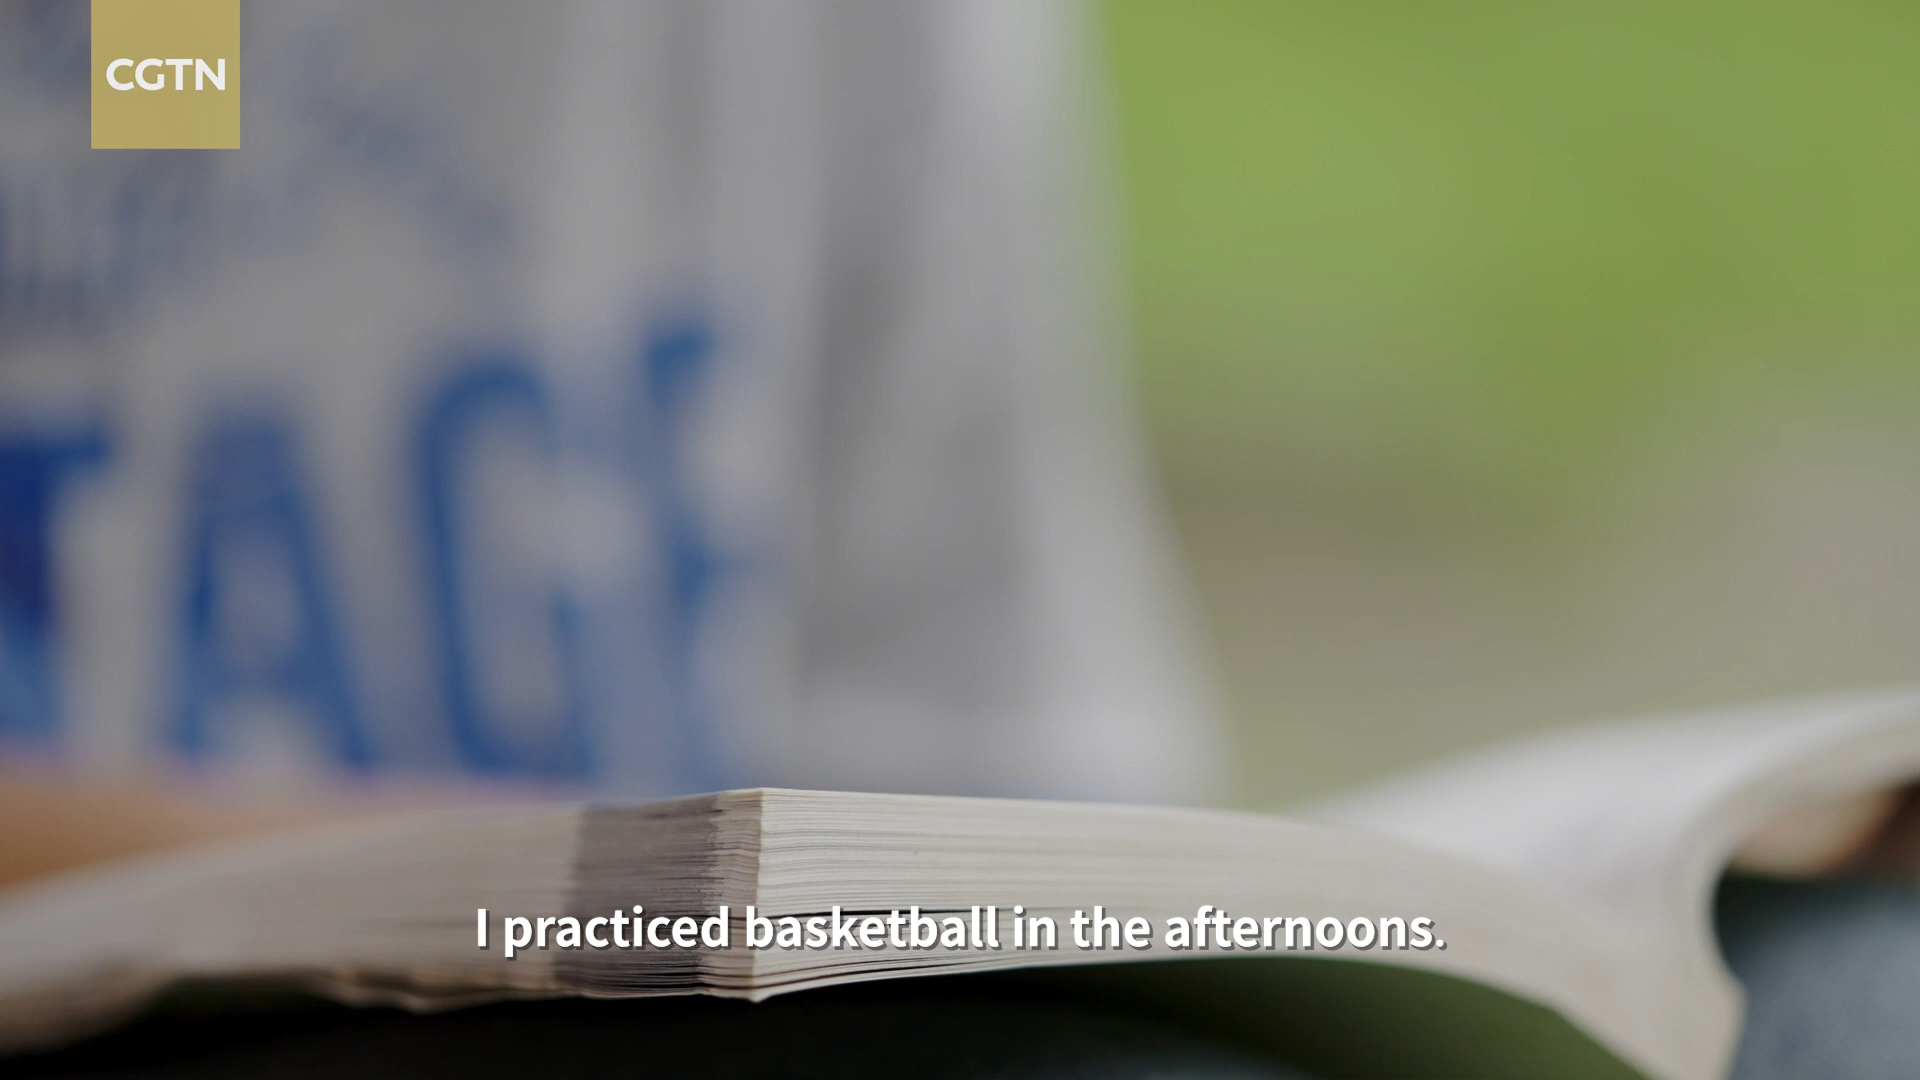 CGTN
I practiced basketball in the afternoons.